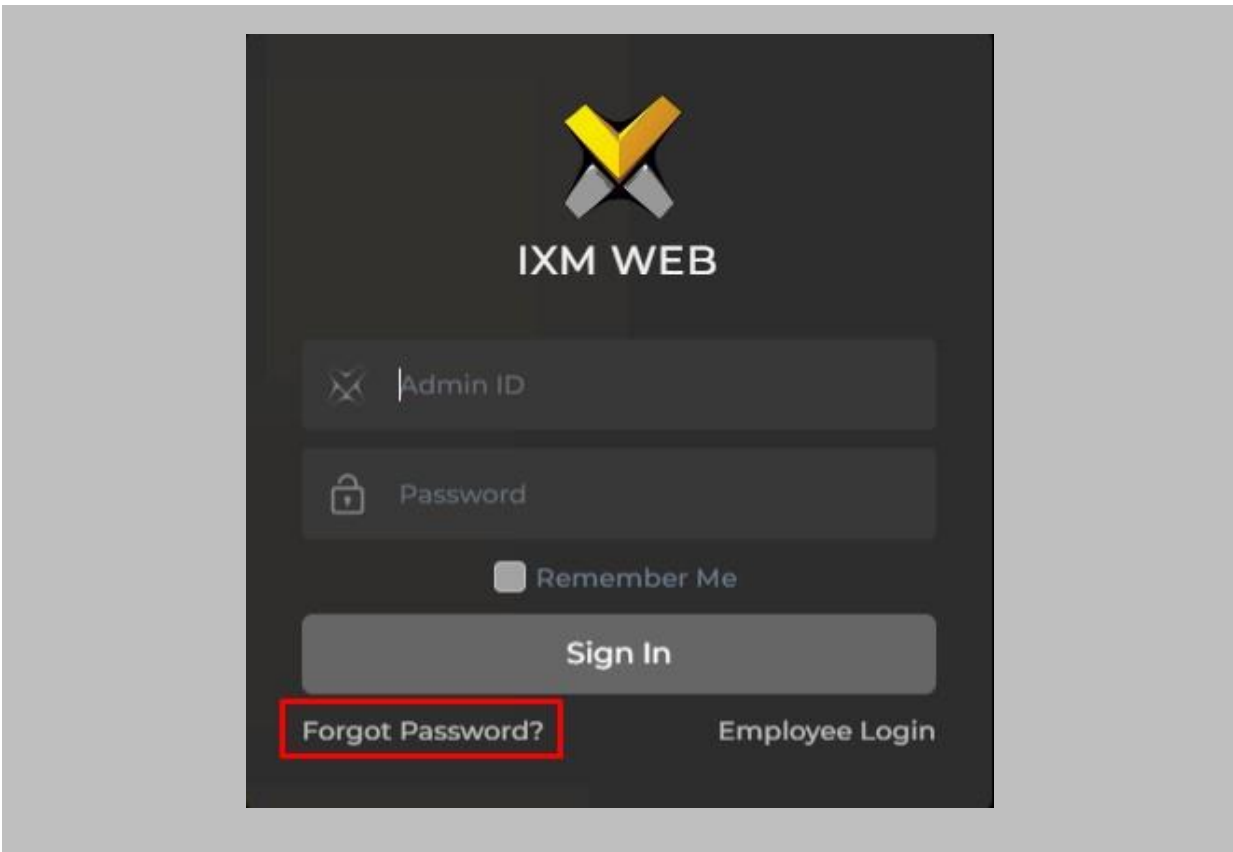 IXM WEB
Admin ID
Password
Remember Me
Sign In
Forgot Password?
Employee Login